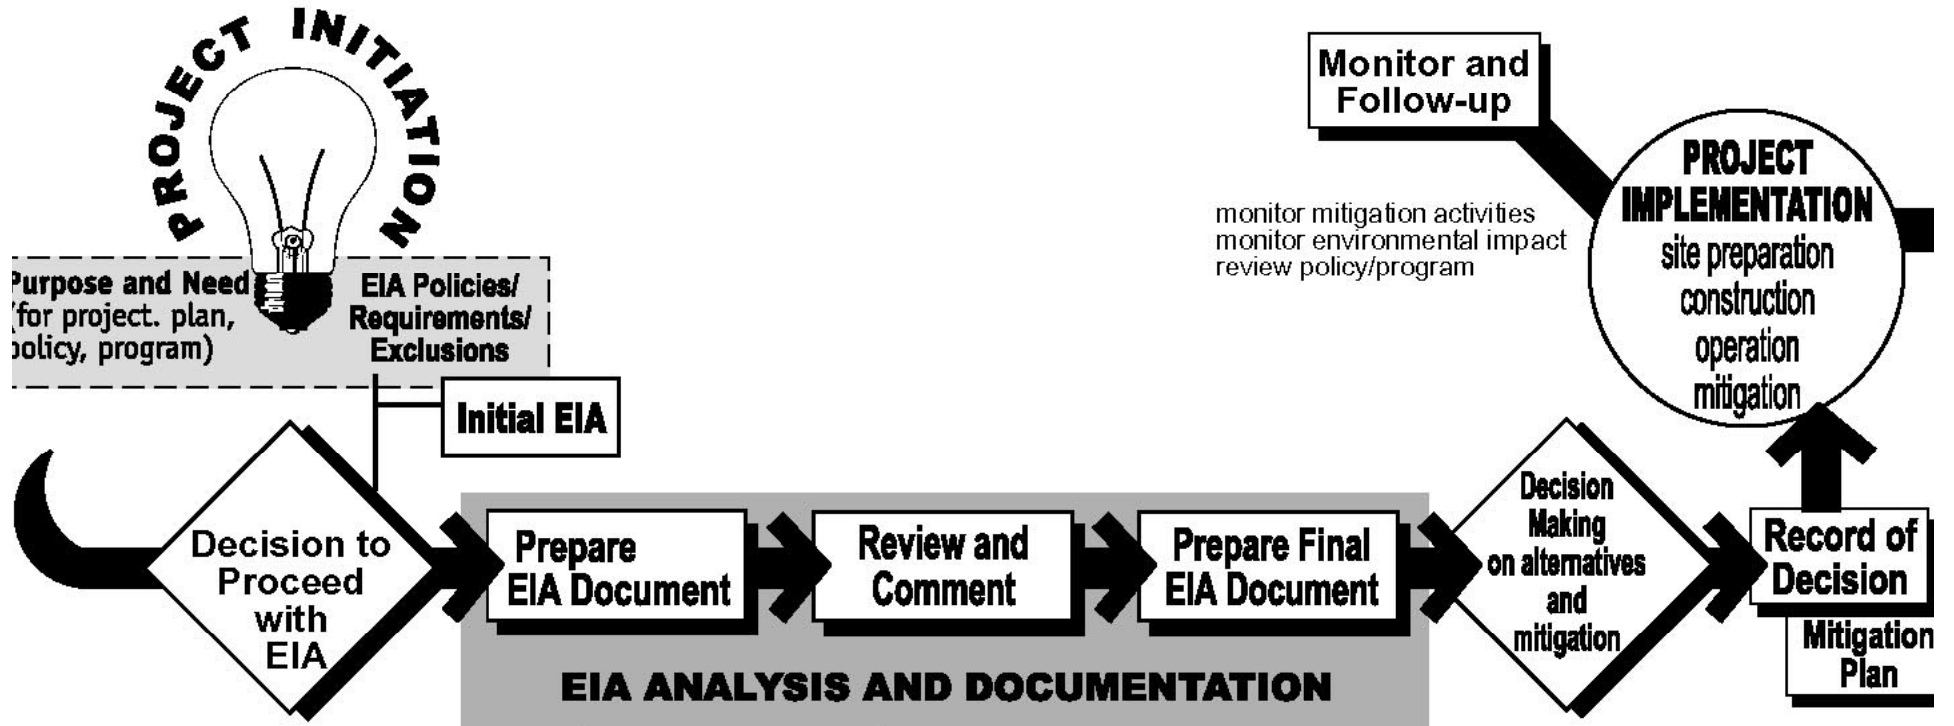 PROJECT INITIATION
Purpose and Need
(for project. plan,
policy, program)
EIA Policies/
Requirements/
Exclusions
Initial EIA
Decision to
Proceed
with
EIA
Prepare
EIA Document
Review and
Comment
Prepare Final
EIA Document
EIA ANALYSIS AND DOCUMENTATION
Decision
Making
on alternatives
and
mitigation
Record of
Decision
Mitigation
Plan
PROJECT
IMPLEMENTATION
site preparation
construction
operation
mitigation
Monitor and
Follow-up
monitor mitigation activities
monitor environmental impact
review policy/program